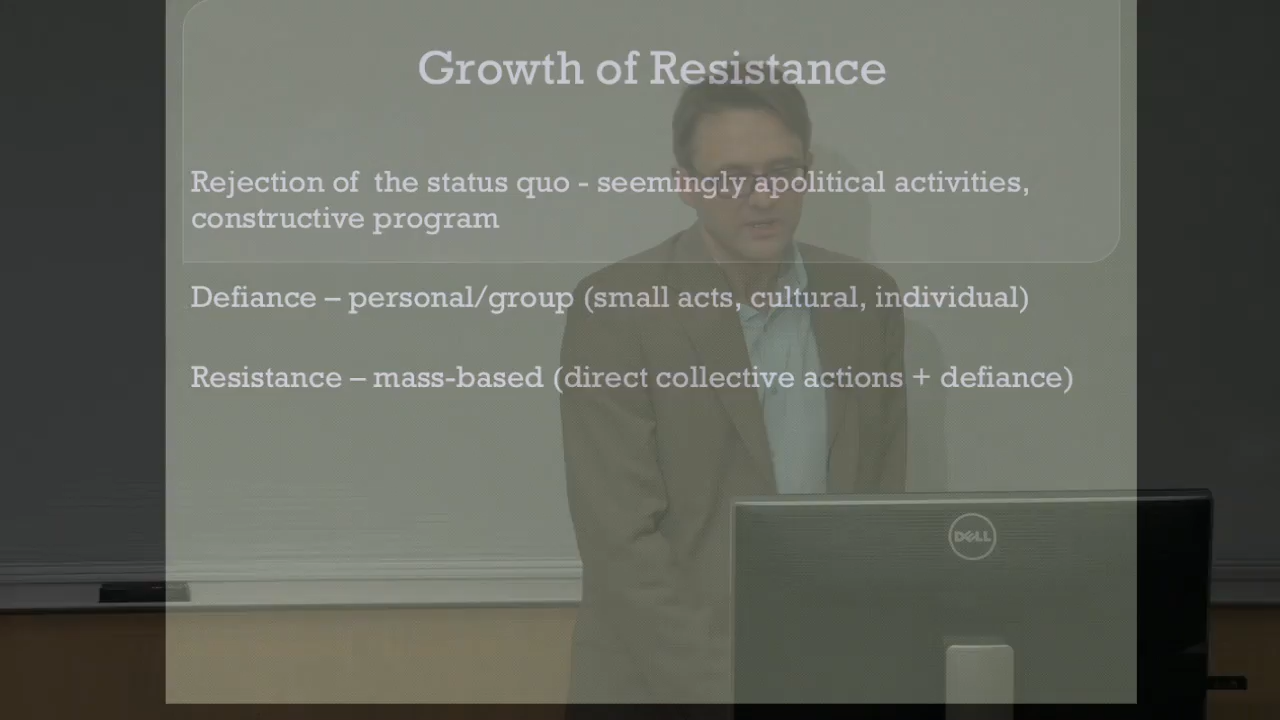 Growth of Resistance
Rejection of  the status quo - seemingly apolitical activities,
constructive program
Defiance – personal/group (small acts, cultural, individual)
Resistance – mass-based (direct collective actions + defiance)
DELL